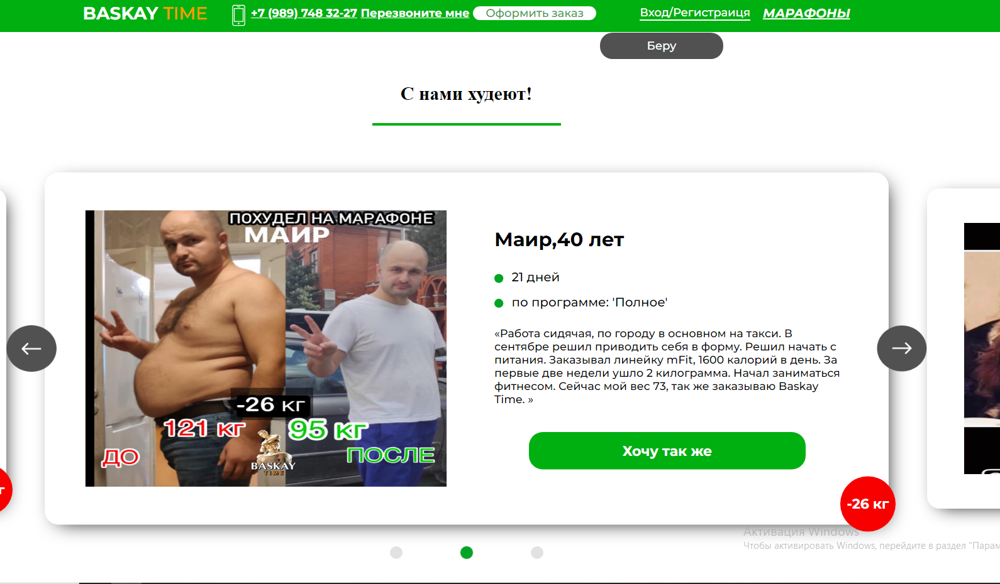 BASKAY TIME
+7 (989) 748 32-27 Перезвоните мне
Оформить заказ
Вход/Регистраиця
МАРАФОНЫ
Беру
С нами худеют!
ПОХУДЕЛ НА МАРАФОНЕ
МАИР
-26 кг
121 кг
95 кг
ДО
ПОСЛЕ
BASKAY
TIME
Маир,40 лет
21 дней
по программе: 'Полное'
«Работа сидячая, по городу в основном на такси. В
сентябре решил приводить себя в форму. Решил начать с
питания. Заказывал линейку mFit, 1600 калорий в день. За
первые две недели ушло 2 килограмма. Начал заниматься
фитнесом. Сейчас мой вес 73, так же заказываю Baskay
Time. »
Хочу так же
-26 кг
Активация Windows
Чтобы активировать Windows, перейдите в раздел "Парам